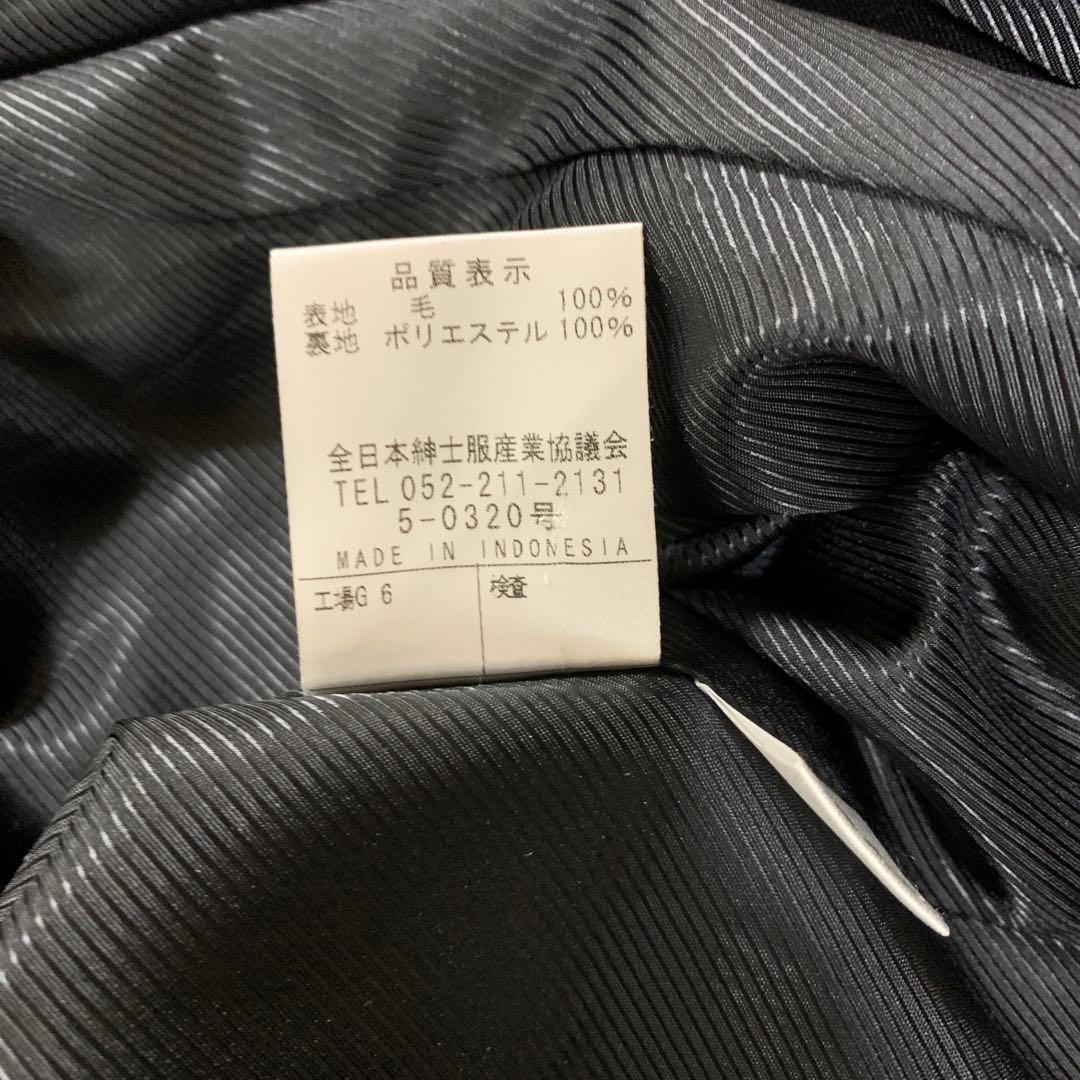 品質表示
表地 毛 100%
裏地 ポリエステル 100%
全日本紳士服産業協議会
TEL 052-211-2131
5-0320号
MADE IN INDONESIA
工場G 6 検査